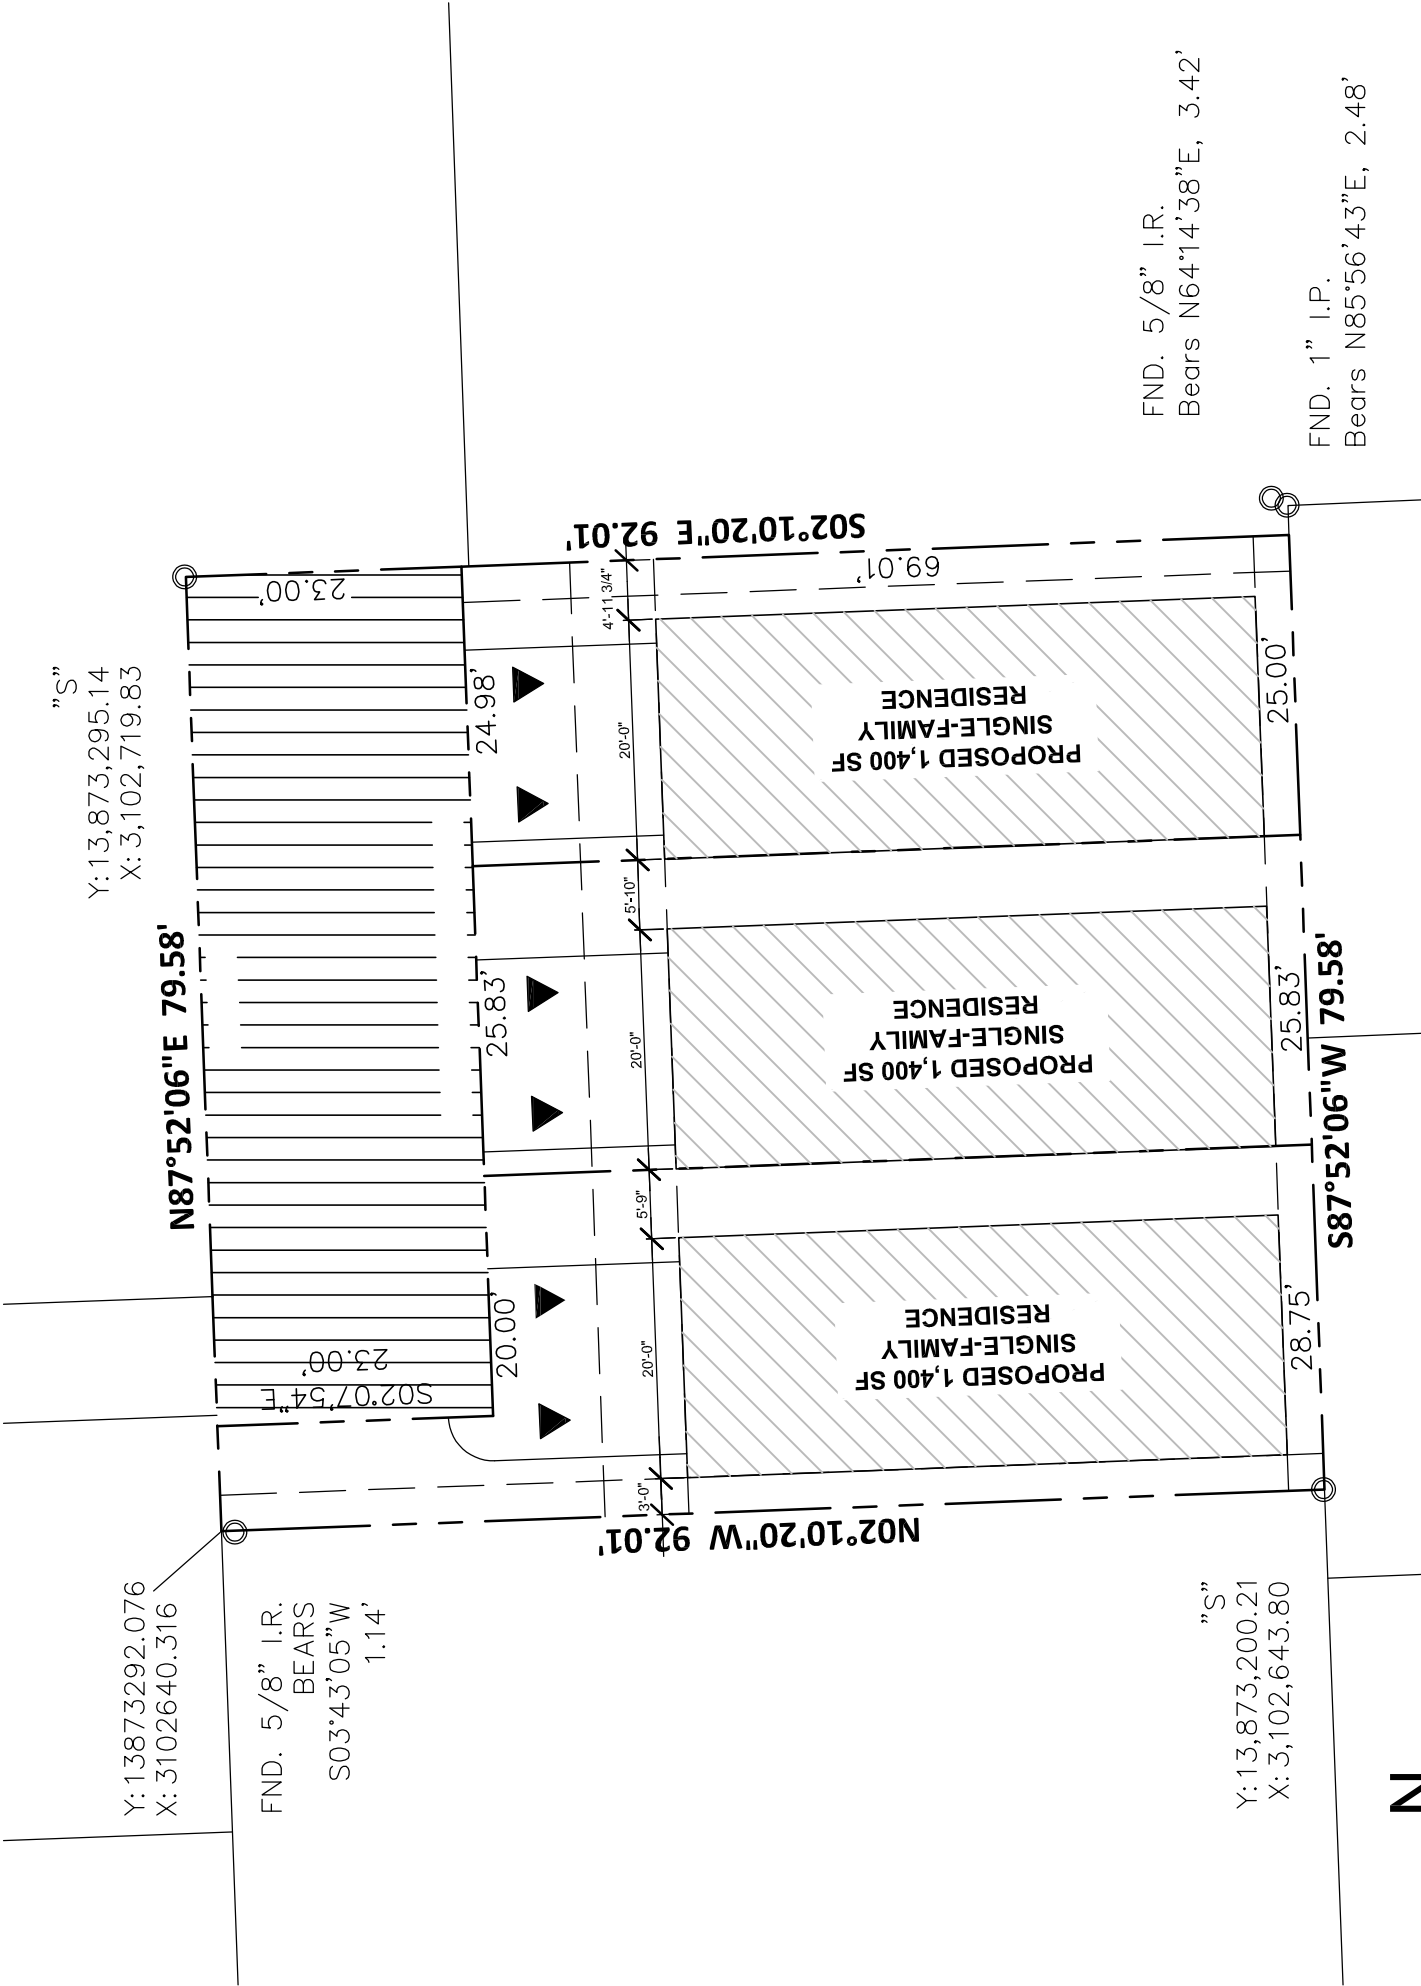 "S"
Y:13,873,295.14
X: 3,102,719.83
N87°52'06"E 79.58'
Y:13873292.076
X: 3102640.316
FND. 5/8" I.R.
BEARS
S03°43'05"W
1.14'
23.00'
S02°07'54"E
23.00'
24.98'
25.83'
20.00'
S02°10'20"E 92.01'
69.01'
N02°10'20"W 92.01'
4'-11 3/4"
20'-0"
5'-10"
20'-0"
5'-9"
20'-0"
3'-0"
PROPOSED 1,400 SF
SINGLE-FAMILY
RESIDENCE
PROPOSED 1,400 SF
SINGLE-FAMILY
RESIDENCE
PROPOSED 1,400 SF
SINGLE-FAMILY
RESIDENCE
25.00'
25.83'
28.75'
S87°52'06"W 79.58'
FND. 5/8" I.R.
Bears N64°14'38"E, 3.42'
FND. 1" I.P.
Bears N85°56'43"E, 2.48'
"S"
Y:13,873,200.21
X: 3,102,643.80
N